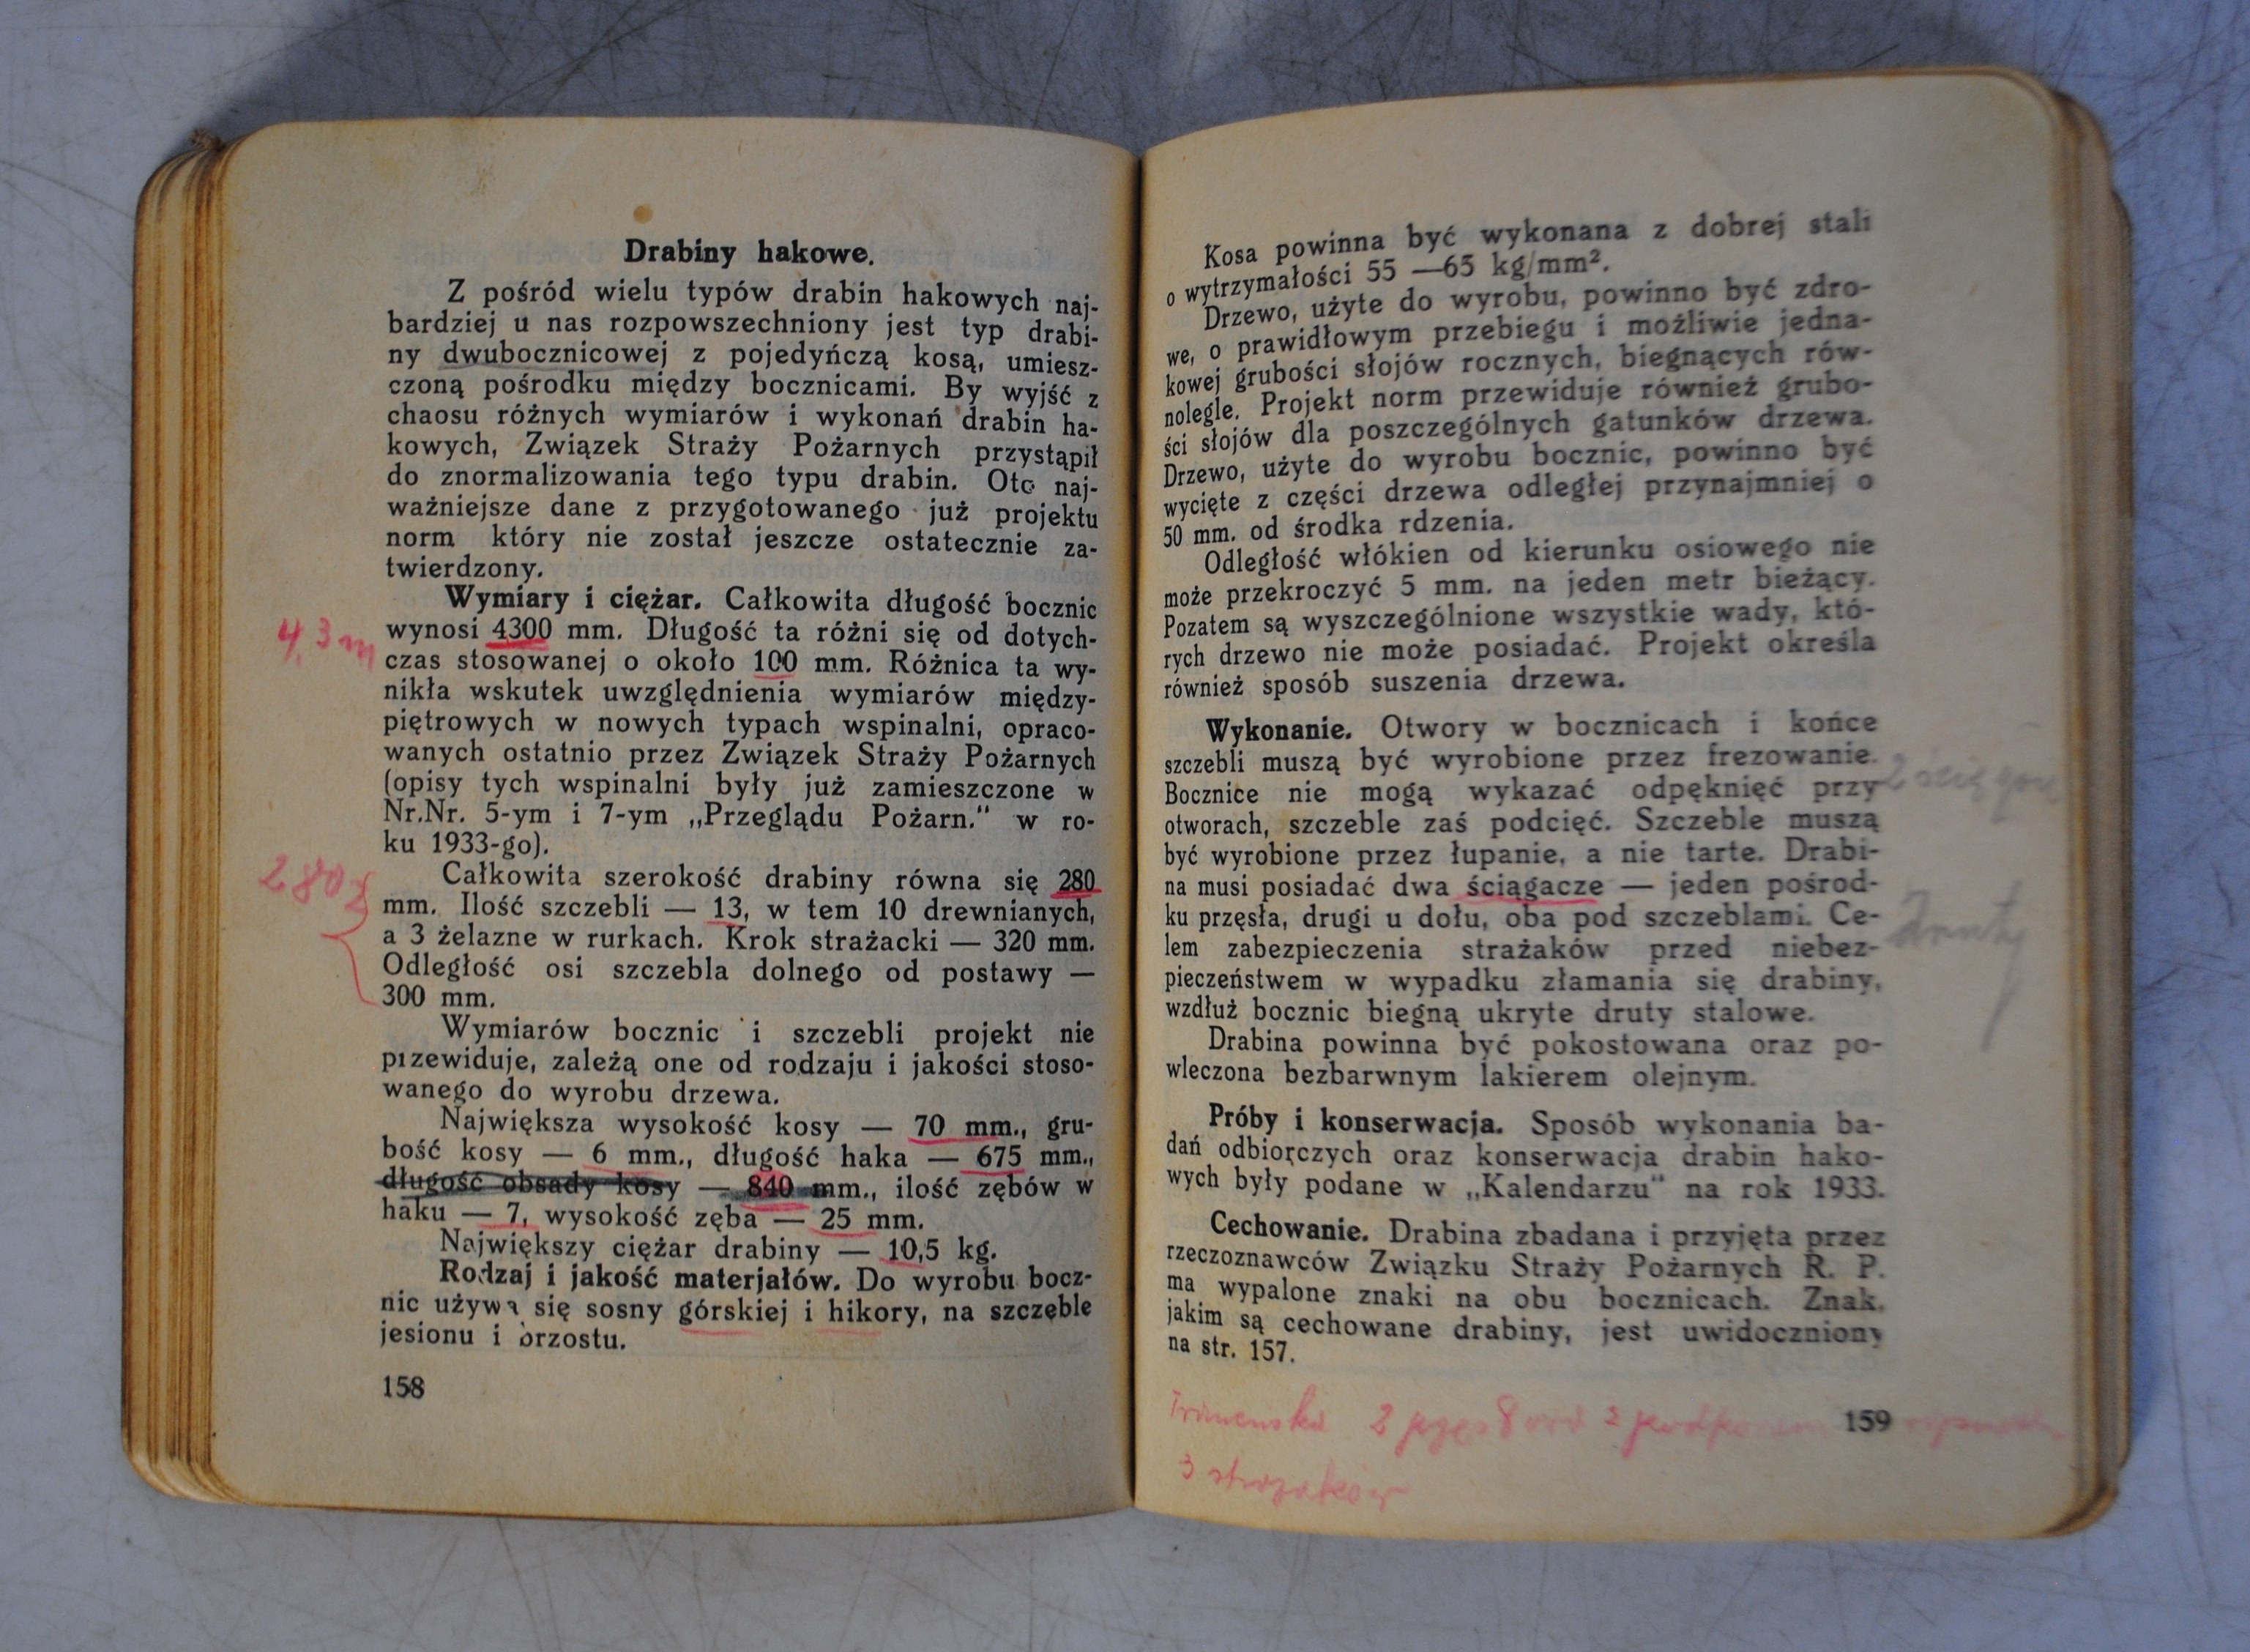 Drabiny hakowe.
Z pośród wielu typów drabin hakowych naj-
bardziej u nas rozpowszechniony jest typ drabi-
ny dwubocznicowej z pojedyńczą kosą, umiesz-
czoną pośrodku między bocznicami. By wyjść z
chaosu różnych wymiarów i wykonań drabin ha-
kowych, Związek Straży Pożarnych przystąpił
do znormalizowania tego typu drabin. Oto naj-
ważniejsze dane z przygotowanego już projektu
norm który nie został jeszcze ostatecznie za-
twierdzony.
Wymiary i ciężar. Całkowita długość bocznic
4,3 m
wynosi 4300 mm. Długość ta różni się od dotych-
czas stosowanej o około 100 mm. Różnica ta wy-
nikła wskutek uwzględnienia wymiarów między-
piętrowych w nowych typach wspinalni, opraco-
wanych ostatnio przez Związek Straży Pożarnych
(opisy tych wspinalni były już zamieszczone w
Nr.Nr. 5-ym i 7-ym „Przeglądu Pożarn." w ro-
ku 1933-go).
280
Całkowita szerokość drabiny równa się 280
mm. Ilość szczebli — 13, w tem 10 drewnianych,
a 3 żelazne w rurkach. Krok strażacki — 320 mm.
Odległość osi szczebla dolnego od postawy —
300 mm.
Wymiarów bocznic i szczebli projekt nie
przewiduje, zależą one od rodzaju i jakości stoso-
wanego do wyrobu drzewa.
Największa wysokość kosy — 70 mm., gru-
bość kosy — 6 mm., długość haka — 675 mm.,
długość obsady kosy — 840 mm., ilość zębów w
haku — 7, wysokość zęba — 25 mm.
Największy ciężar drabiny — 10,5 kg.
Rodzaj i jakość materjałów. Do wyrobu bocz-
nic używa się sosny górskiej i hikory, na szczeble
jesionu i brzostu.
158
Kosa powinna być wykonana z dobrej stali
o wytrzymałości 55 —65 kg/mm².
Drzewo, użyte do wyrobu, powinno być zdro-
we, o prawidłowym przebiegu i możliwie jedna-
kowej grubości słojów rocznych, biegnących rów-
nolegle. Projekt norm przewiduje również grubo-
ści słojów dla poszczególnych gatunków drzewa.
Drzewo, użyte do wyrobu bocznic, powinno być
wycięte z części drzewa odległej przynajmniej o
50 mm. od środka rdzenia.
Odległość włókien od kierunku osiowego nie
może przekroczyć 5 mm. na jeden metr bieżący.
Pozatem są wyszczególnione wszystkie wady, któ-
rych drzewo nie może posiadać. Projekt określa
również sposób suszenia drzewa.
Wykonanie. Otwory w bocznicach i końce
szczebli muszą być wyrobione przez frezowanie.
Bocznice nie mogą wykazać odpęknięć przy
otworach, szczeble zaś podcięć. Szczeble muszą
być wyrobione przez łupanie, a nie tarte. Drabi-
na musi posiadać dwa ściągacze — jeden pośrod-
ku przęsła, drugi u dołu, oba pod szczeblami. Ce-
lem zabezpieczenia strażaków przed niebez-
druty
pieczeństwem w wypadku złamania się drabiny,
wzdłuż bocznic biegną ukryte druty stalowe.
Drabina powinna być pokostowana oraz po-
wleczona bezbarwnym lakierem olejnym.
Próby i konserwacja. Sposób wykonania ba-
dań odbiorczych oraz konserwacja drabin hako-
wych były podane w „Kalendarzu" na rok 1933.
Cechowanie. Drabina zbadana i przyjęta przez
rzeczoznawców Związku Straży Pożarnych R. P.
ma wypalone znaki na obu bocznicach. Znak,
jakim są cechowane drabiny, jest uwidoczniony
na str. 157.
159
3 strażaków